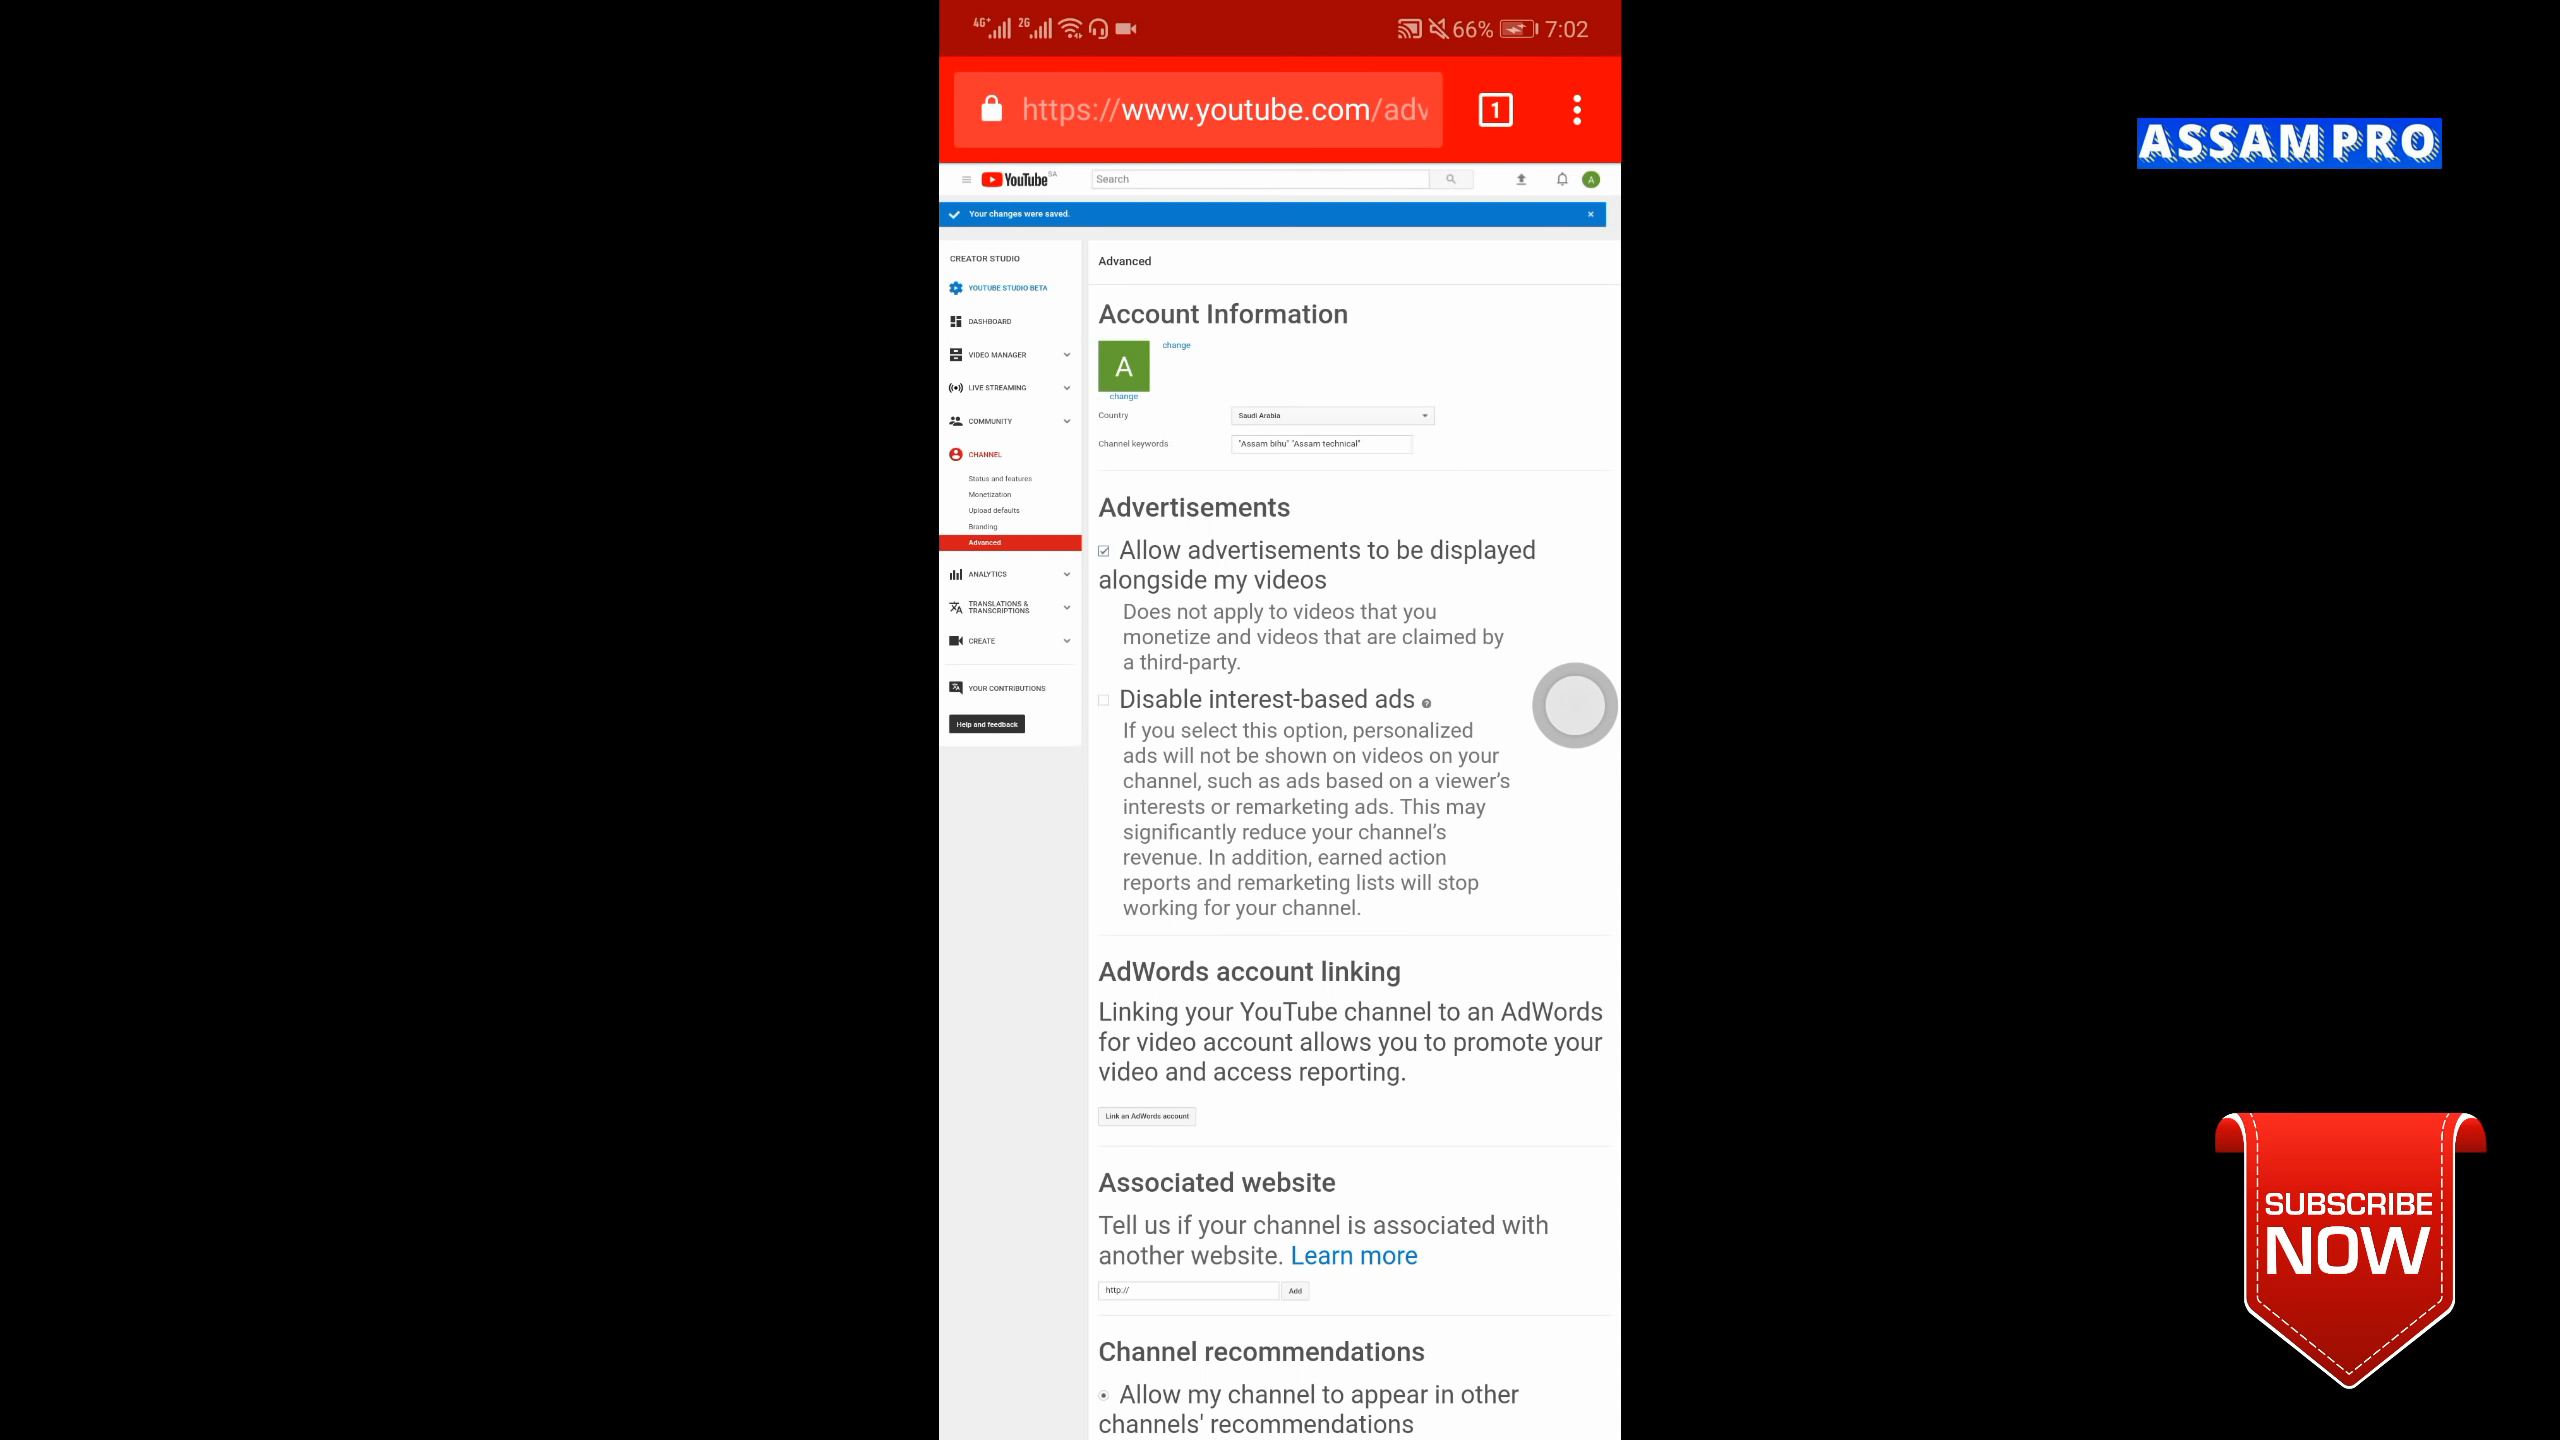 4G+ 2G 66% 7:02
https://www.youtube.com/adv 1
YouTube SA Search A
Your changes were saved. ×
CREATOR STUDIO
YOUTUBE STUDIO BETA
DASHBOARD
VIDEO MANAGER
LIVE STREAMING
COMMUNITY
CHANNEL
Status and features
Monetization
Upload defaults
Branding
Advanced
ANALYTICS
TRANSLATIONS &
TRANSCRIPTIONS
CREATE
YOUR CONTRIBUTIONS
Help and feedback
Advanced
Account Information
A change
change
Country Saudi Arabia
Channel keywords "Assam bihu" "Assam technical"
Advertisements
Allow advertisements to be displayed
alongside my videos
Does not apply to videos that you
monetize and videos that are claimed by
a third-party.
Disable interest-based ads ?
If you select this option, personalized
ads will not be shown on videos on your
channel, such as ads based on a viewer's
interests or remarketing ads. This may
significantly reduce your channel's
revenue. In addition, earned action
reports and remarketing lists will stop
working for your channel.
AdWords account linking
Linking your YouTube channel to an AdWords
for video account allows you to promote your
video and access reporting.
Link an AdWords account
Associated website
Tell us if your channel is associated with
another website. Learn more
http:// Add
Channel recommendations
Allow my channel to appear in other
channels' recommendations
ASSAMPRO
SUBSCRIBE
NOW